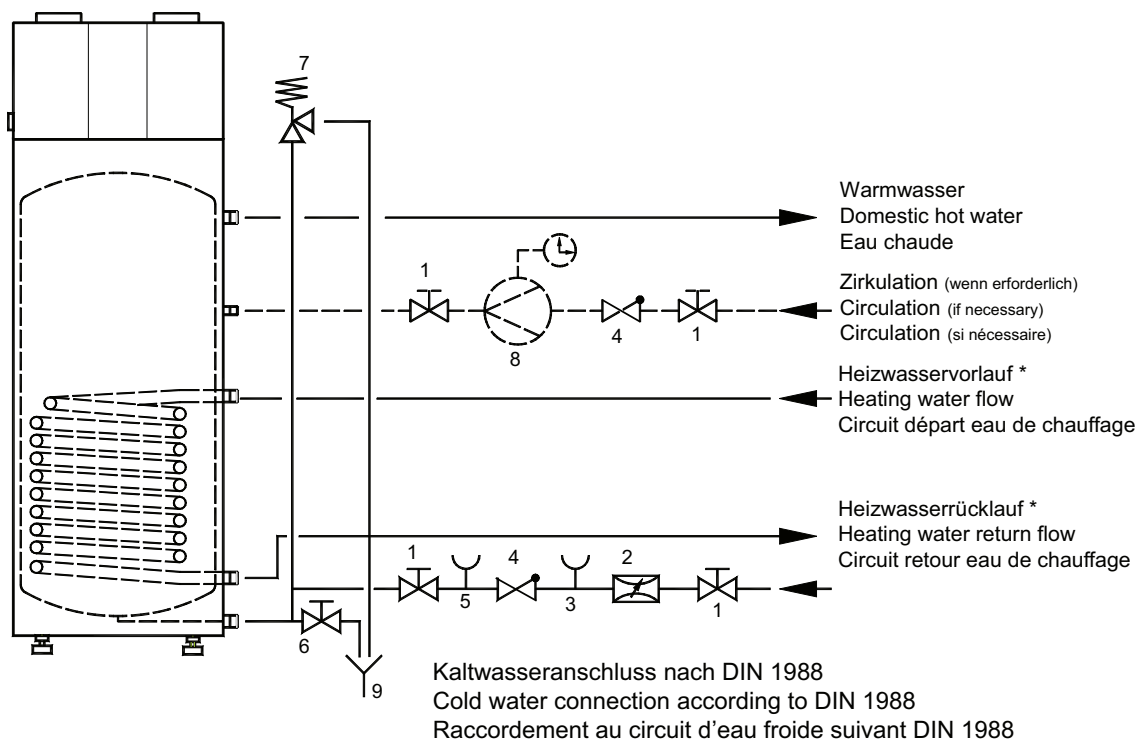 7
Warmwasser
Domestic hot water
Eau chaude
1
8
4
1
Zirkulation (wenn erforderlich)
Circulation (if necessary)
Circulation (si nécessaire)
Heizwasservorlauf *
Heating water flow
Circuit départ eau de chauffage
Heizwasserrücklauf *
Heating water return flow
Circuit retour eau de chauffage
1
5
4
3
2
1
6
9
Kaltwasseranschluss nach DIN 1988
Cold water connection according to DIN 1988
Raccordement au circuit d'eau froide suivant DIN 1988